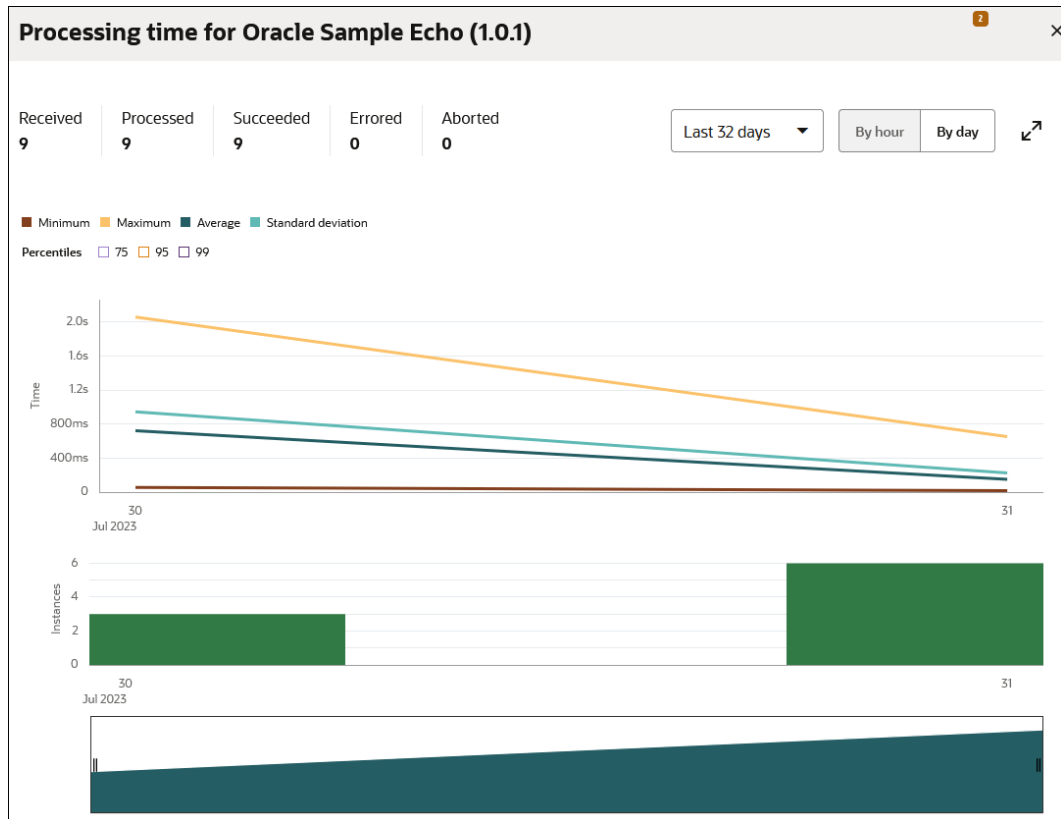 Processing time for Oracle Sample Echo (1.0.1)
2
Received Processed Succeeded Errored Aborted
9 9 9 0 0
Last 32 days By hour By day
Minimum Maximum Average Standard deviation
Percentiles 75 95 99
2.0s
1.6s
1.2s
800ms
400ms
0
Time
30 31
Jul 2023
6
4
2
0
Instances
30 31
Jul 2023